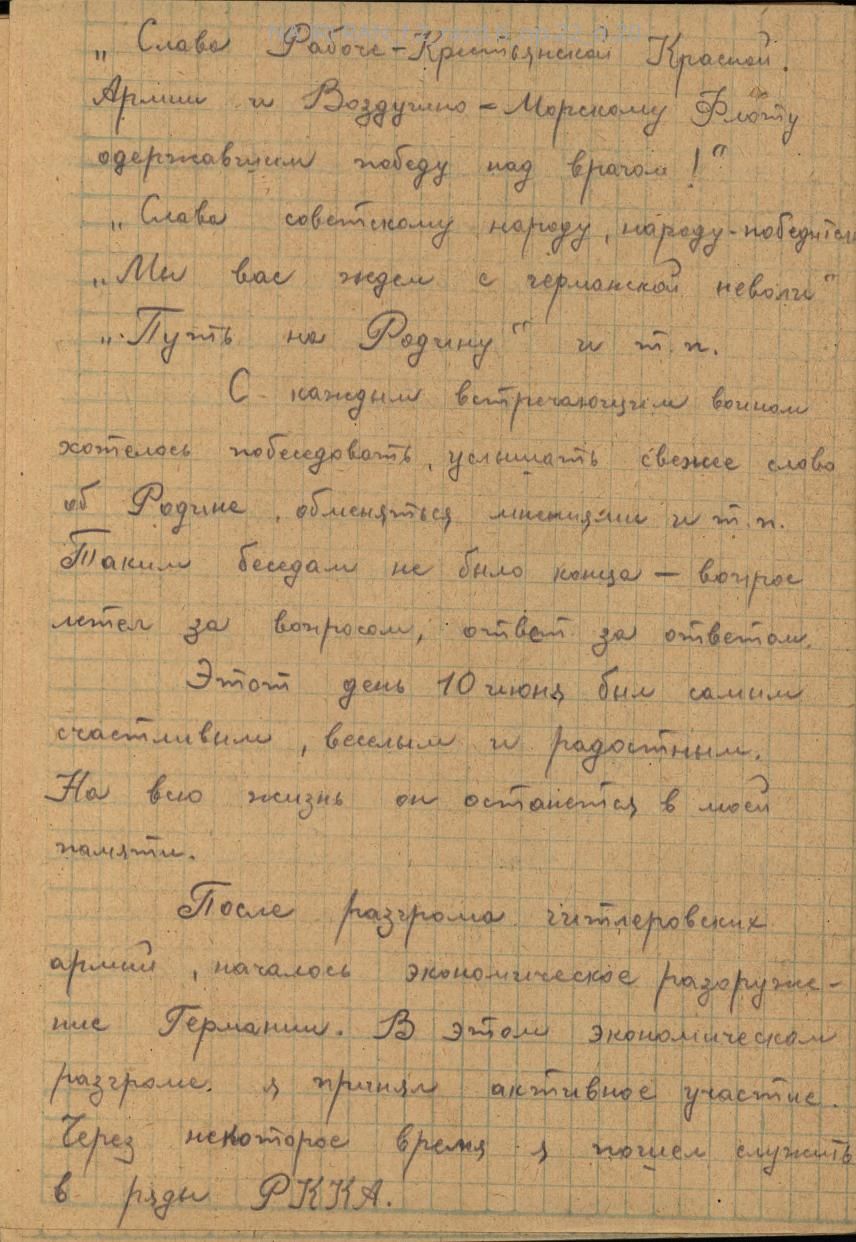 „Слава Рабоче-Крестьянской Красной.
Армии и Воздушно-Морскому Флоту
одержавшим победу над врагом!"
„Слава советскому народу, народу-победителю
„Мы вас ждем с германской неволи"
„Путь на Родину" и т.п.
С каждым встречающим воином
хотелось побеседовать, услышать свежее слово
об Родине, обменяться мнениями и т.п.
Таким беседам не было конца – вопрос
летел за вопросом, ответ за ответом.
Этот день 10 июня был самым
счастливым, веселым и радостным.
На всю жизнь он останется в моей
памяти.
После разгрома гитлеровских
армий, началось экономическое разоруже-
ние Германии. В этом экономическом
разгроме. я принял активное участие.
Через некоторое время я пошел служить
в ряды РККА.